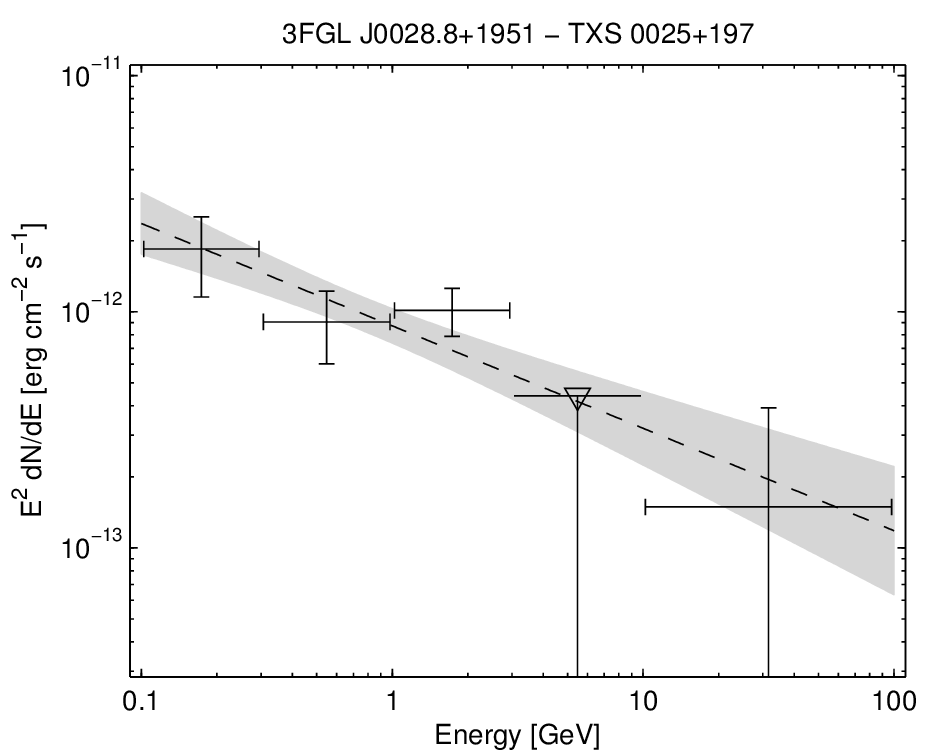 3FGL J0028.8+1951 − TXS 0025+197
10⁻¹¹
10⁻¹²
10⁻¹³
E² dN/dE [erg cm⁻² s⁻¹]
0.1 1 10 100
Energy [GeV]